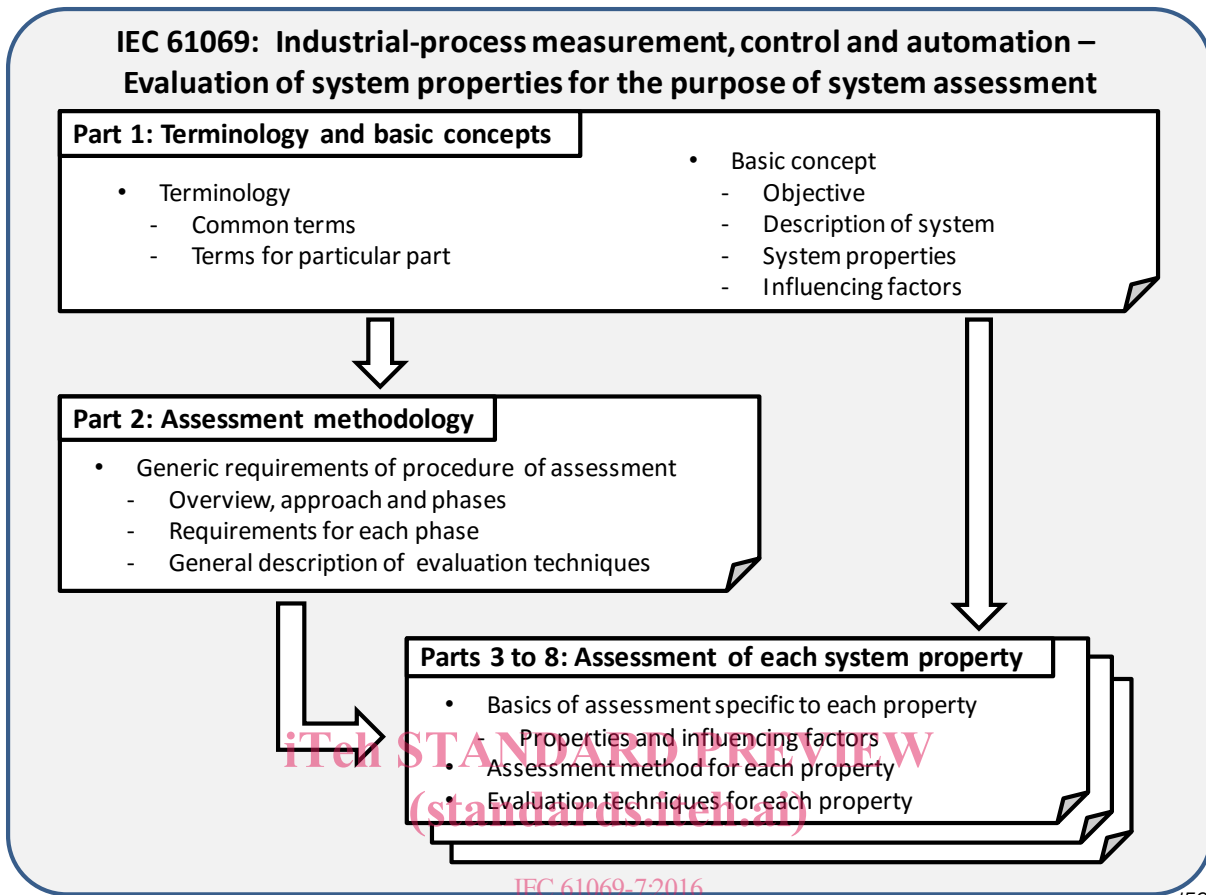 IEC 61069: Industrial-process measurement, control and automation –
Evaluation of system properties for the purpose of system assessment
Part 1: Terminology and basic concepts
• Terminology
- Common terms
- Terms for particular part
• Basic concept
- Objective
- Description of system
- System properties
- Influencing factors
Part 2: Assessment methodology
• Generic requirements of procedure of assessment
- Overview, approach and phases
- Requirements for each phase
- General description of evaluation techniques
Parts 3 to 8: Assessment of each system property
• Basics of assessment specific to each property
- Properties and influencing factors
iTeh STANDARD PREVIEW
• Assessment method for each property
• Evaluation techniques for each property
(standards.iteh.ai)
IEC 61069-7:2016